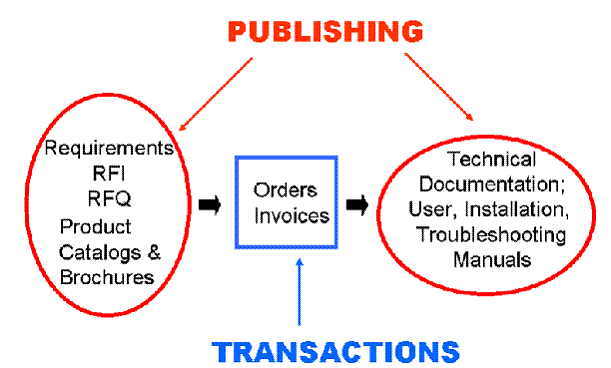 PUBLISHING
Requirements
RFI
RFQ
Product
Catalogs &
Brochures
Orders
Invoices
Technical
Documentation;
User, Installation,
Troubleshooting
Manuals
TRANSACTIONS